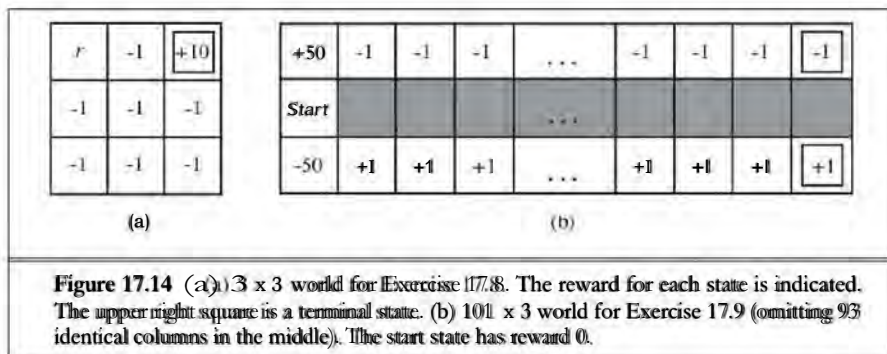 r -1 +10
-1 -1 -1
-1 -1 -1
(a)
+50 -1 -1 -1 ... -1 -1 -1 -1
Start ...
-50 +1 +1 +1 ... +1 +1 +1 +1
(b)
Figure 17.14 (a) 3 x 3 world for Exercise 17.8. The reward for each state is indicated.
The upper right square is a terminal state. (b) 101 x 3 world for Exercise 17.9 (omitting 93
identical columns in the middle). The start state has reward 0.